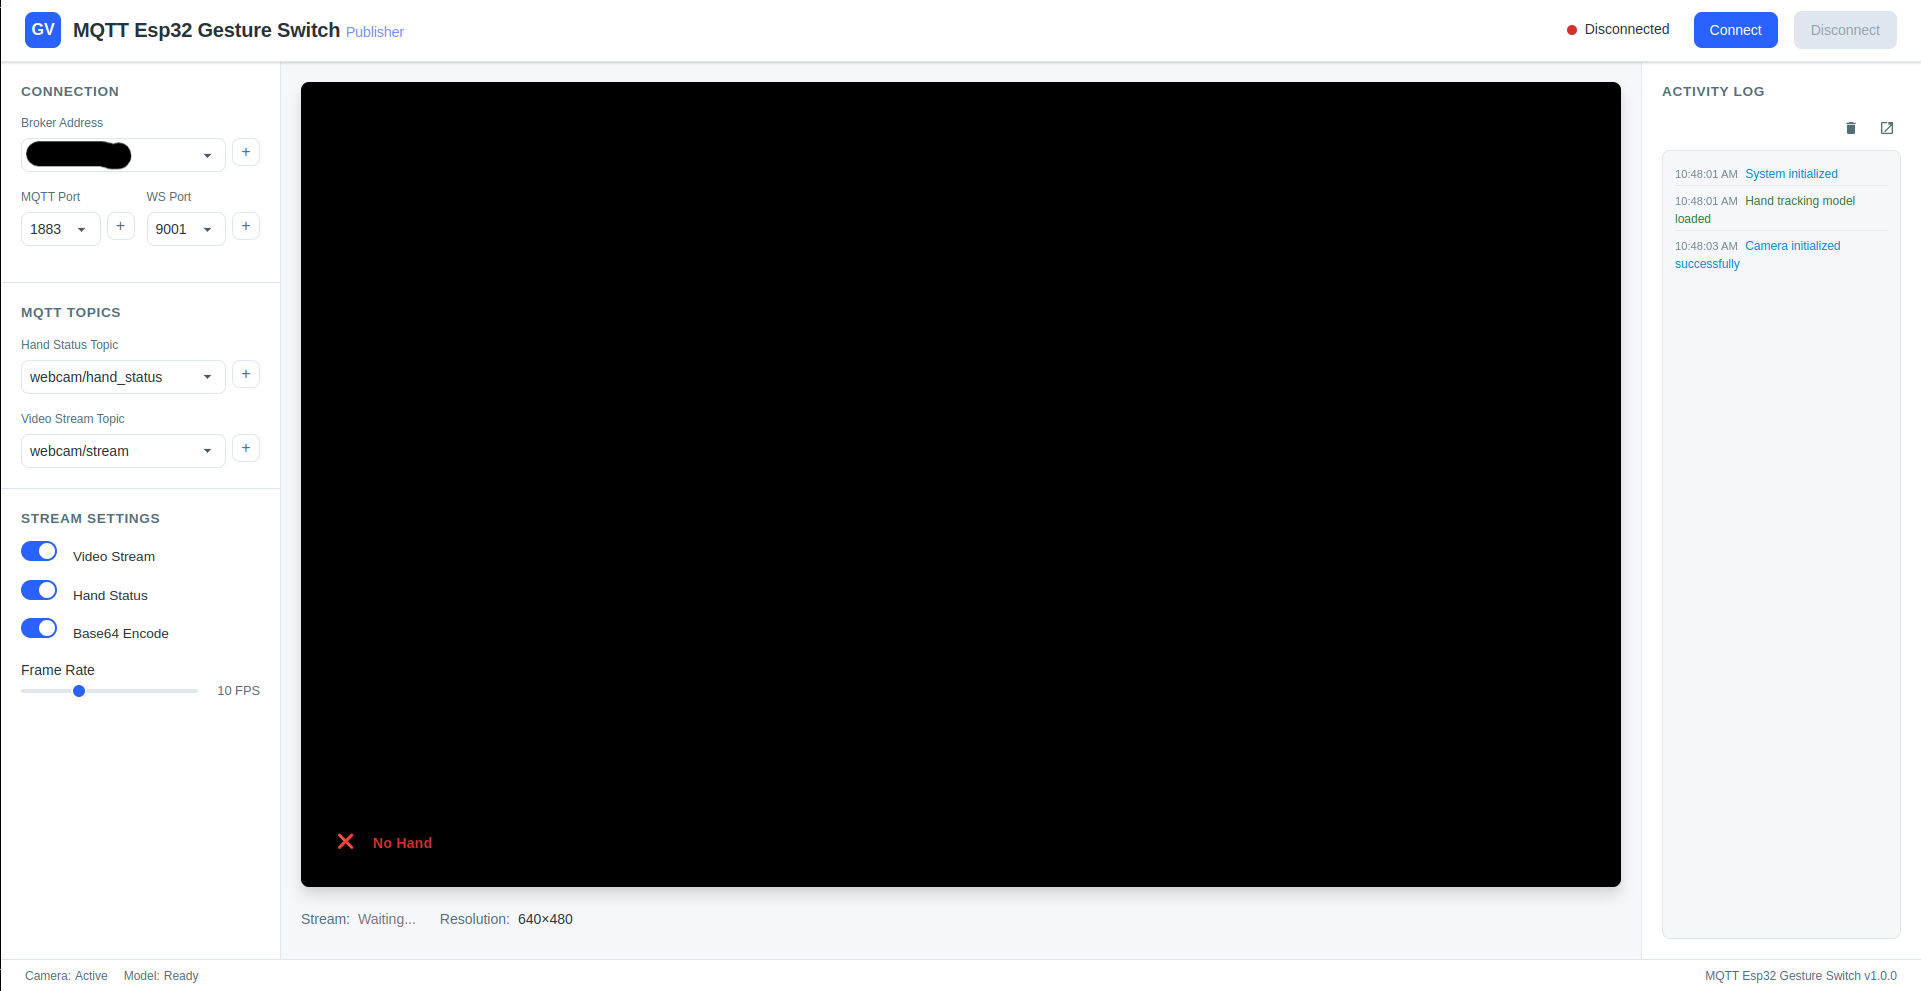 GV MQTT Esp32 Gesture Switch Publisher
Disconnected Connect Disconnect
CONNECTION
Broker Address
+
MQTT Port WS Port
1883 + 9001 +
MQTT TOPICS
Hand Status Topic
webcam/hand_status +
Video Stream Topic
webcam/stream +
STREAM SETTINGS
Video Stream
Hand Status
Base64 Encode
Frame Rate
10 FPS
No Hand
Stream: Waiting... Resolution: 640×480
ACTIVITY LOG
10:48:01 AM System initialized
10:48:01 AM Hand tracking model
loaded
10:48:03 AM Camera initialized
successfully
Camera: Active Model: Ready
MQTT Esp32 Gesture Switch v1.0.0